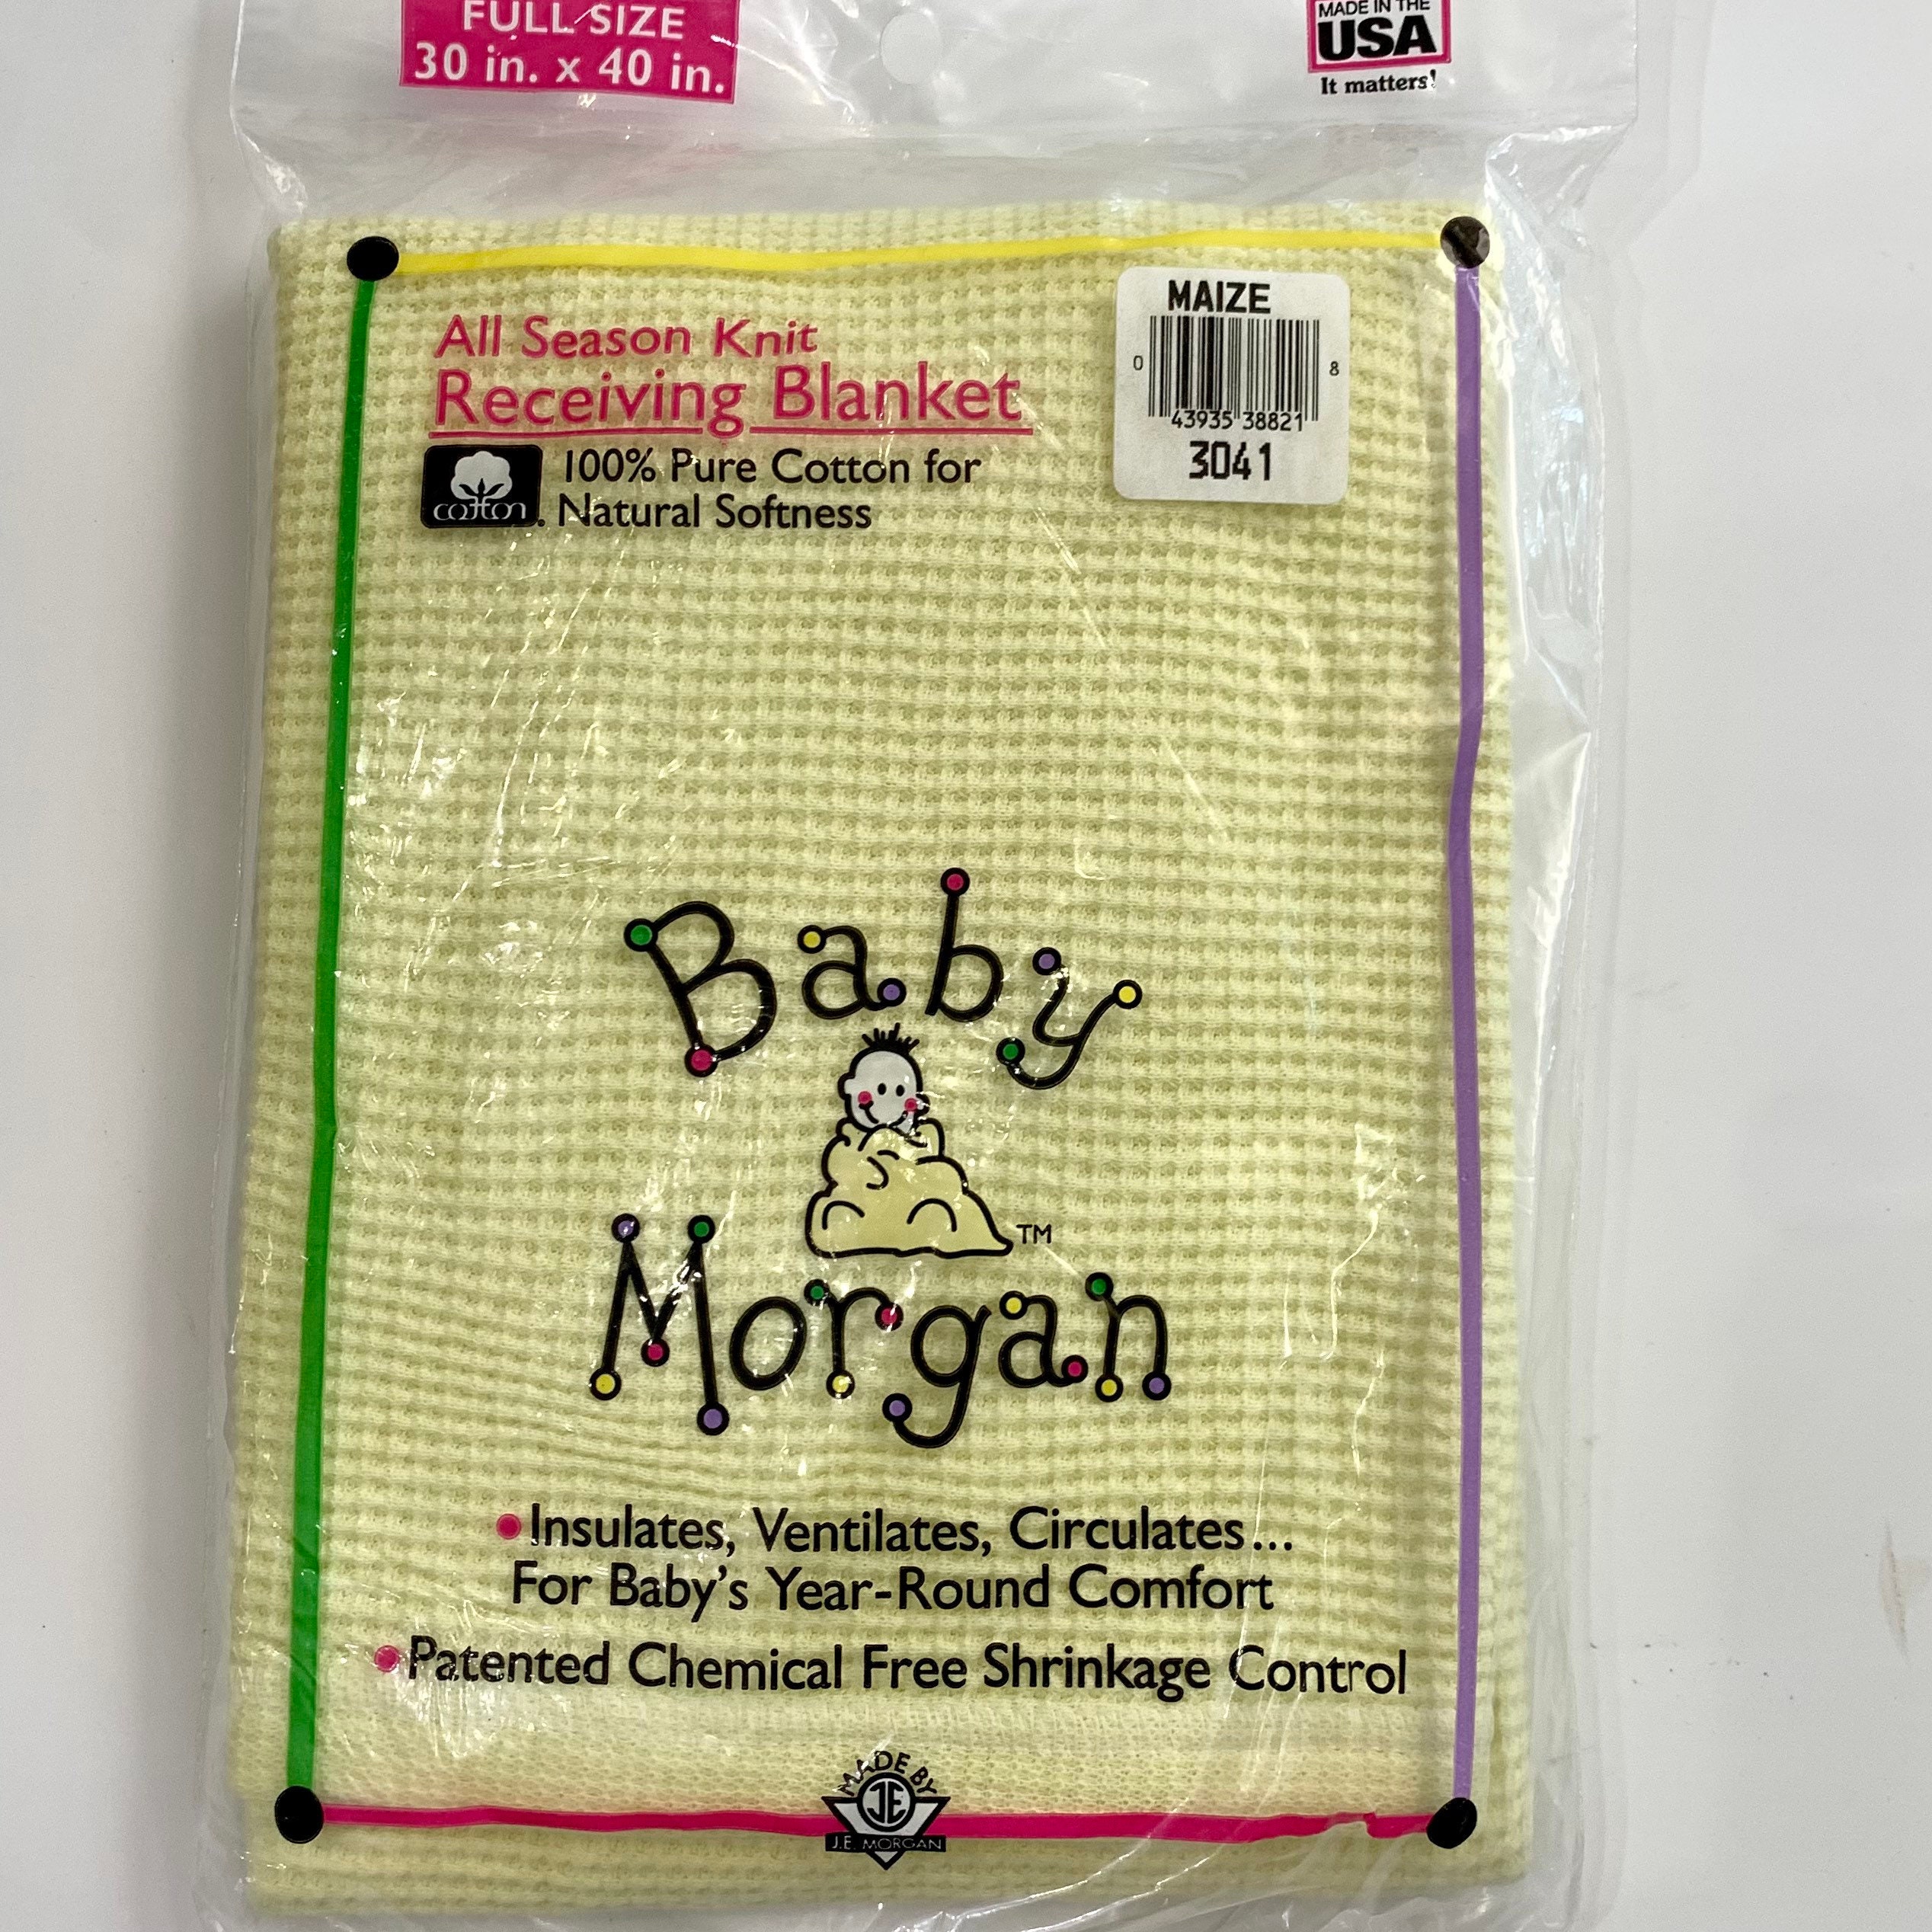 FULL SIZE
30 in. x 40 in.
MADE IN THE
USA
It matters!
MAIZE
0 43935 38821 8
3041
All Season Knit
Receiving Blanket
cotton.
100% Pure Cotton for
Natural Softness
Baby
TM
Morgan
•Insulates, Ventilates, Circulates...
For Baby's Year-Round Comfort
•Patented Chemical Free Shrinkage Control
MADE BY
JE
J.E. MORGAN